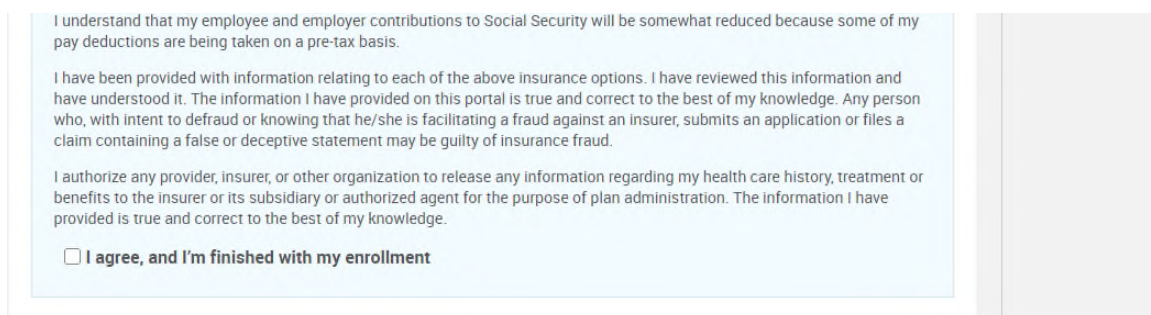 I understand that my employee and employer contributions to Social Security will be somewhat reduced because some of my
pay deductions are being taken on a pre-tax basis.
I have been provided with information relating to each of the above insurance options. I have reviewed this information and
have understood it. The information I have provided on this portal is true and correct to the best of my knowledge. Any person
who, with intent to defraud or knowing that he/she is facilitating a fraud against an insurer, submits an application or files a
claim containing a false or deceptive statement may be guilty of insurance fraud.
I authorize any provider, insurer, or other organization to release any information regarding my health care history, treatment or
benefits to the insurer or its subsidiary or authorized agent for the purpose of plan administration. The information I have
provided is true and correct to the best of my knowledge.
I agree, and I'm finished with my enrollment